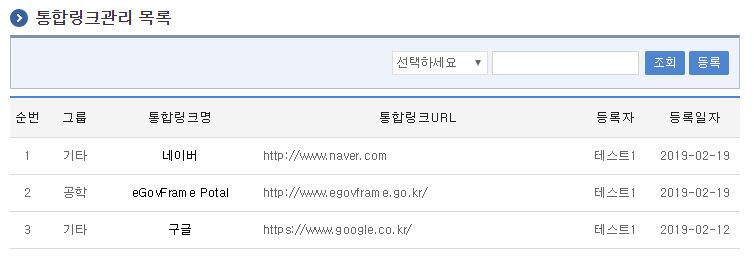 통합링크관리 목록
선택하세요 ▼ 조회 등록
순번 그룹 통합링크명 통합링크URL 등록자 등록일자
1 기타 네이버 http://www.naver.com 테스트1 2019-02-19
2 공학 eGovFrame Potal http://www.egovframe.go.kr/ 테스트1 2019-02-19
3 기타 구글 https://www.google.co.kr/ 테스트1 2019-02-12